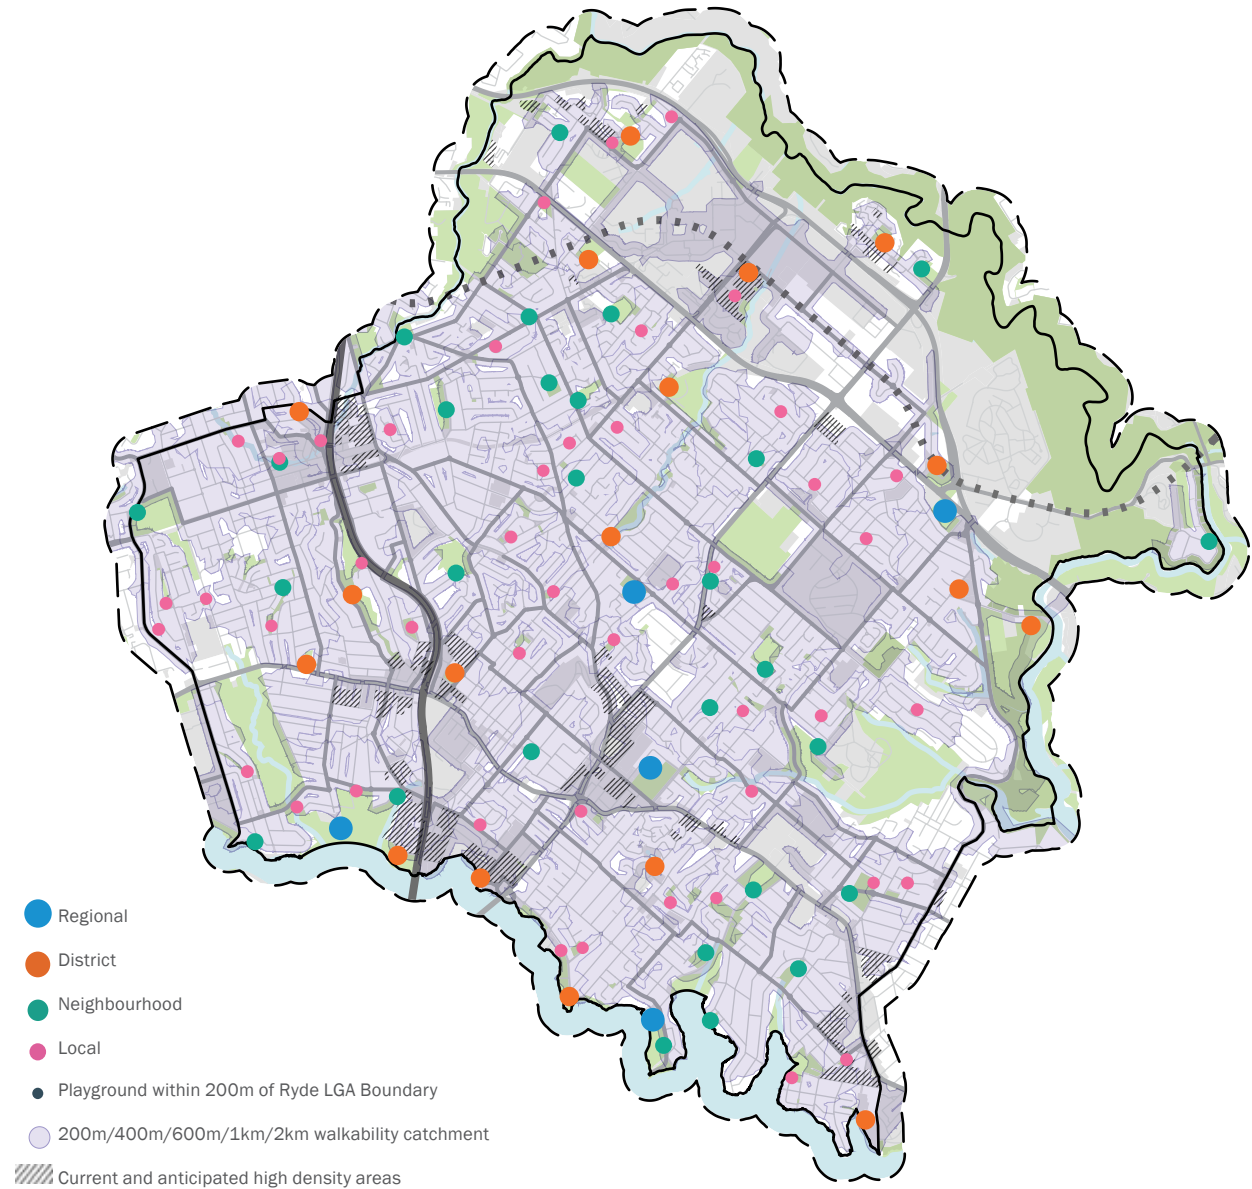 Regional
District
Neighbourhood
Local
Playground within 200m of Ryde LGA Boundary
200m/400m/600m/1km/2km walkability catchment
Current and anticipated high density areas